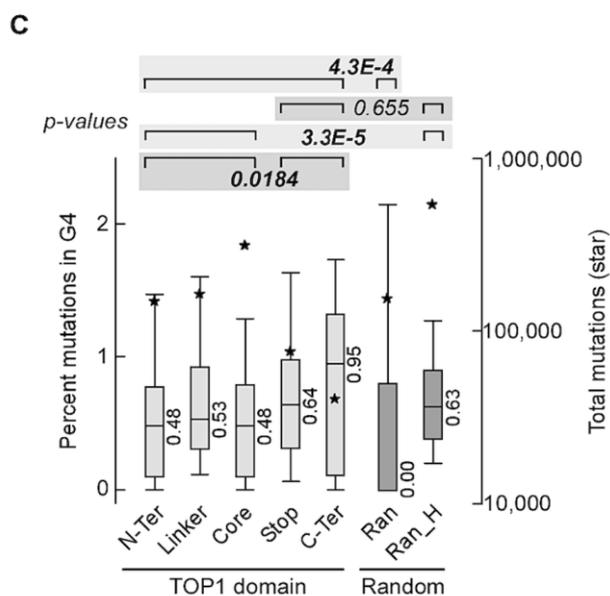 C
4.3E-4
0.655
p-values
3.3E-5
0.0184
Percent mutations in G4
2
1
0
1,000,000
100,000
10,000
Total mutations (star)
0.48
0.53
0.48
0.64
0.95
0.00
0.63
N-Ter
Linker
Core
Stop
C-Ter
Ran
Ran_H
TOP1 domain
Random